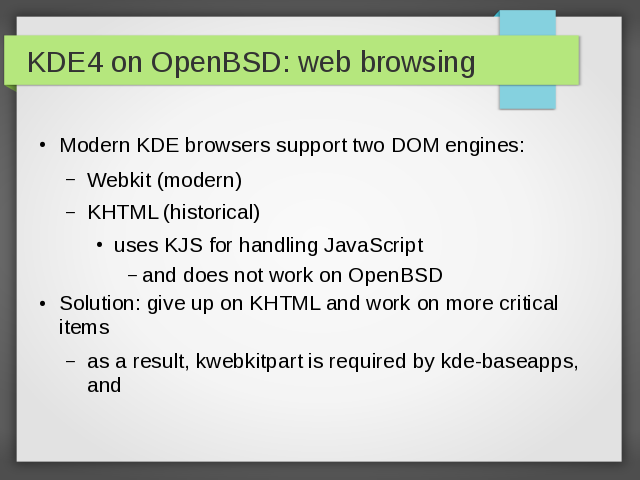 KDE4 on OpenBSD: web browsing
• Modern KDE browsers support two DOM engines:
– Webkit (modern)
– KHTML (historical)
• uses KJS for handling JavaScript
– and does not work on OpenBSD
• Solution: give up on KHTML and work on more critical
items
– as a result, kwebkitpart is required by kde-baseapps,
and